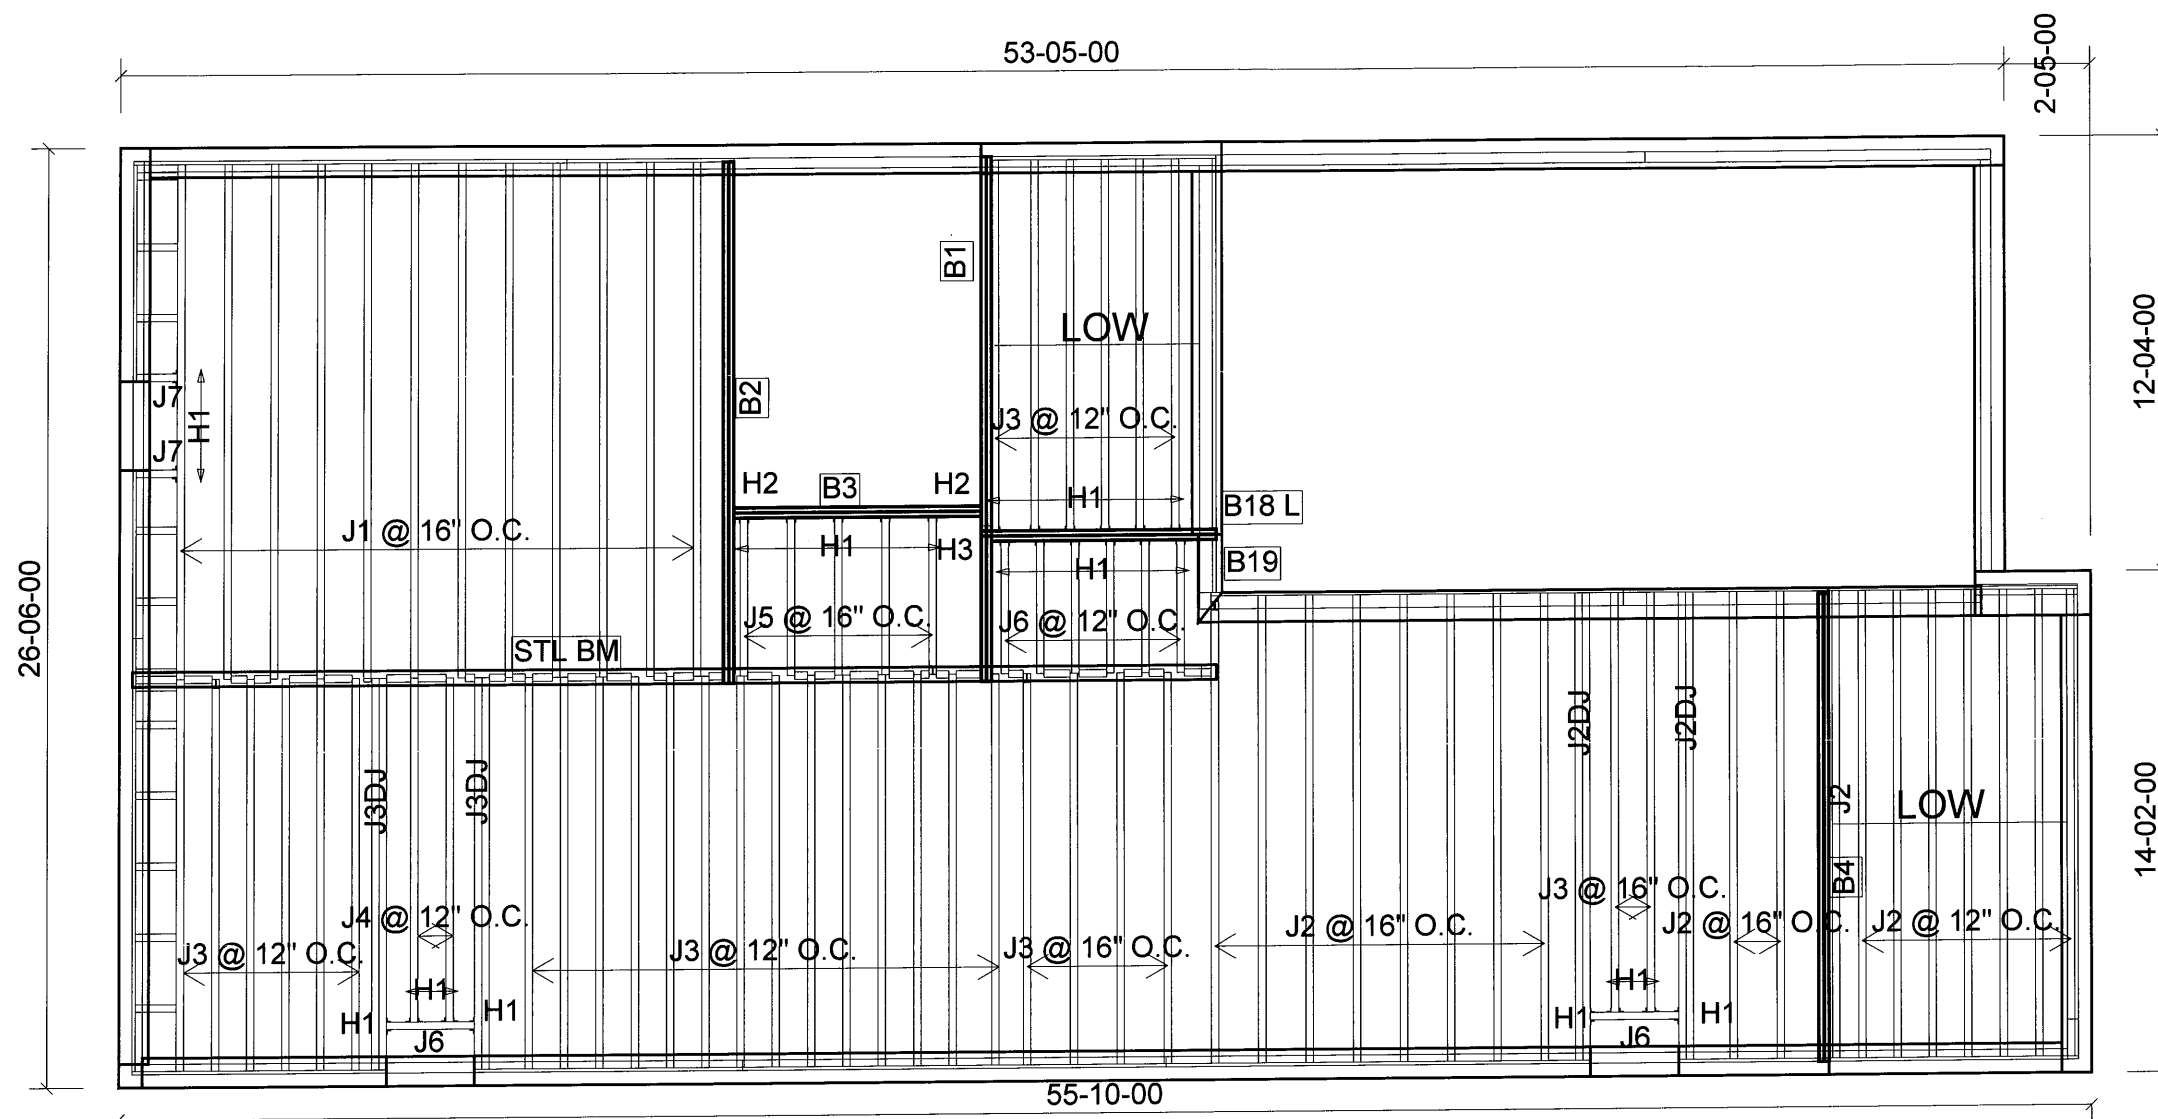 53-05-00
2-05-00
12-04-00
14-02-00
26-06-00
55-10-00
B1
LOW
B2
J7
H1
J7
J3 @ 12" O.C.
H2
B3
H2
H1
B18 L
J1 @ 16" O.C.
H1
H3
H1
B19
J5 @ 16" O.C.
J6 @ 12" O.C.
STL BM
J2DJ
J2DJ
J3DJ
J3DJ
J2
LOW
B4
J3 @ 16" O.C.
J4 @ 12" O.C.
J3 @ 12" O.C.
J3 @ 12" O.C.
J3 @ 16" O.C.
J2 @ 16" O.C.
J2 @ 16" O.C.
J2 @ 12" O.C.
H1
H1
H1
H1
J6
H1
H1
J6